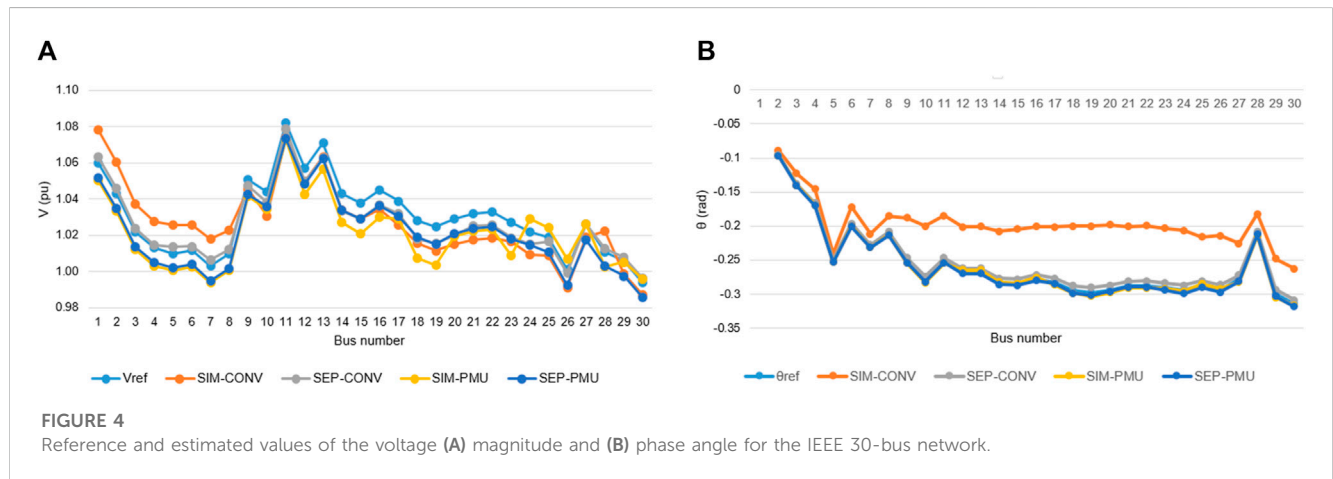 A
B
V (pu)
1.10
1.08
1.06
1.04
1.02
1.00
0.98
1 2 3 4 5 6 7 8 9 10 11 12 13 14 15 16 17 18 19 20 21 22 23 24 25 26 27 28 29 30
Bus number
Vref SIM-CONV SEP-CONV SIM-PMU SEP-PMU
θ (rad)
0
-0.05
-0.1
-0.15
-0.2
-0.25
-0.3
-0.35
1 2 3 4 5 6 7 8 9 10 11 12 13 14 15 16 17 18 19 20 21 22 23 24 25 26 27 28 29 30
Bus number
θref SIM-CONV SEP-CONV SIM-PMU SEP-PMU
FIGURE 4
Reference and estimated values of the voltage (A) magnitude and (B) phase angle for the IEEE 30-bus network.